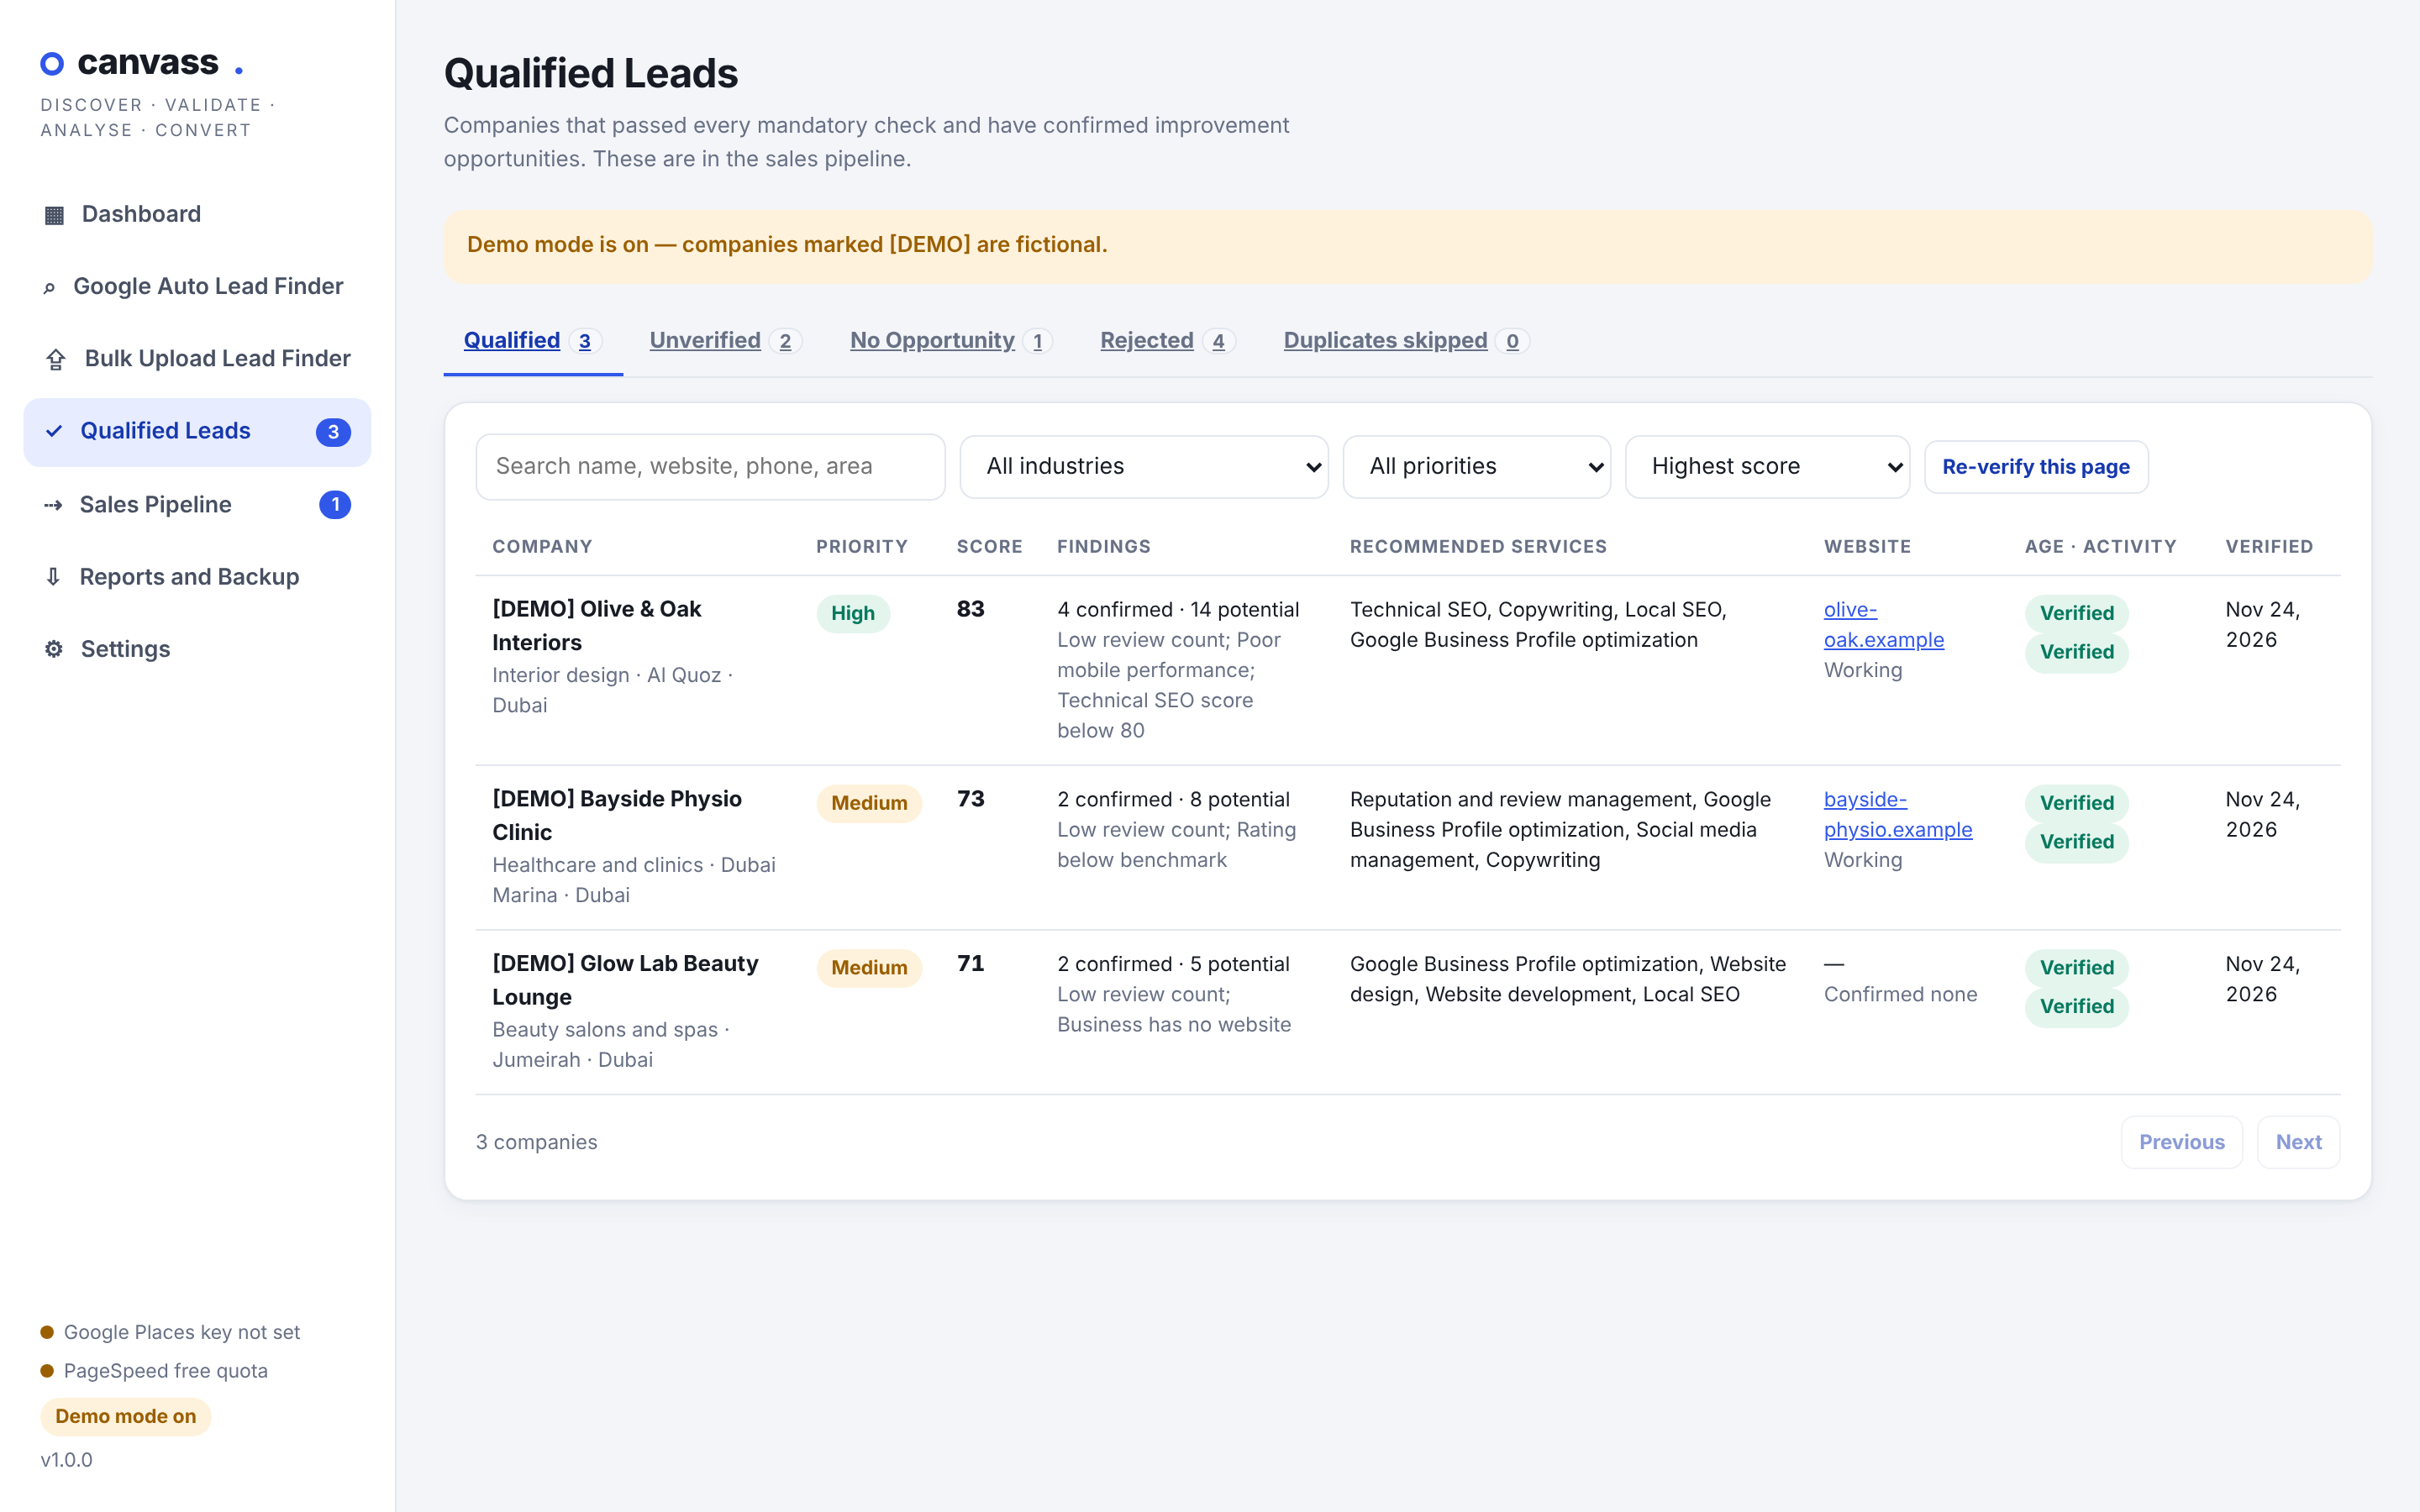 canvass .
DISCOVER · VALIDATE ·
ANALYSE · CONVERT
Dashboard
Google Auto Lead Finder
Bulk Upload Lead Finder
Qualified Leads 3
Sales Pipeline 1
Reports and Backup
Settings
Google Places key not set
PageSpeed free quota
Demo mode on
v1.0.0
Qualified Leads
Companies that passed every mandatory check and have confirmed improvement
opportunities. These are in the sales pipeline.
Demo mode is on — companies marked [DEMO] are fictional.
Qualified 3 Unverified 2 No Opportunity 1 Rejected 4 Duplicates skipped 0
Search name, website, phone, area All industries All priorities Highest score Re-verify this page
COMPANY PRIORITY SCORE FINDINGS RECOMMENDED SERVICES WEBSITE AGE · ACTIVITY VERIFIED
[DEMO] Olive & Oak
Interiors
Interior design · Al Quoz ·
Dubai
High
83
4 confirmed · 14 potential
Low review count; Poor
mobile performance;
Technical SEO score
below 80
Technical SEO, Copywriting, Local SEO,
Google Business Profile optimization
olive-
oak.example
Working
Verified
Verified
Nov 24,
2026
[DEMO] Bayside Physio
Clinic
Healthcare and clinics · Dubai
Marina · Dubai
Medium
73
2 confirmed · 8 potential
Low review count; Rating
below benchmark
Reputation and review management, Google
Business Profile optimization, Social media
management, Copywriting
bayside-
physio.example
Working
Verified
Verified
Nov 24,
2026
[DEMO] Glow Lab Beauty
Lounge
Beauty salons and spas ·
Jumeirah · Dubai
Medium
71
2 confirmed · 5 potential
Low review count;
Business has no website
Google Business Profile optimization, Website
design, Website development, Local SEO
—
Confirmed none
Verified
Verified
Nov 24,
2026
3 companies
Previous Next